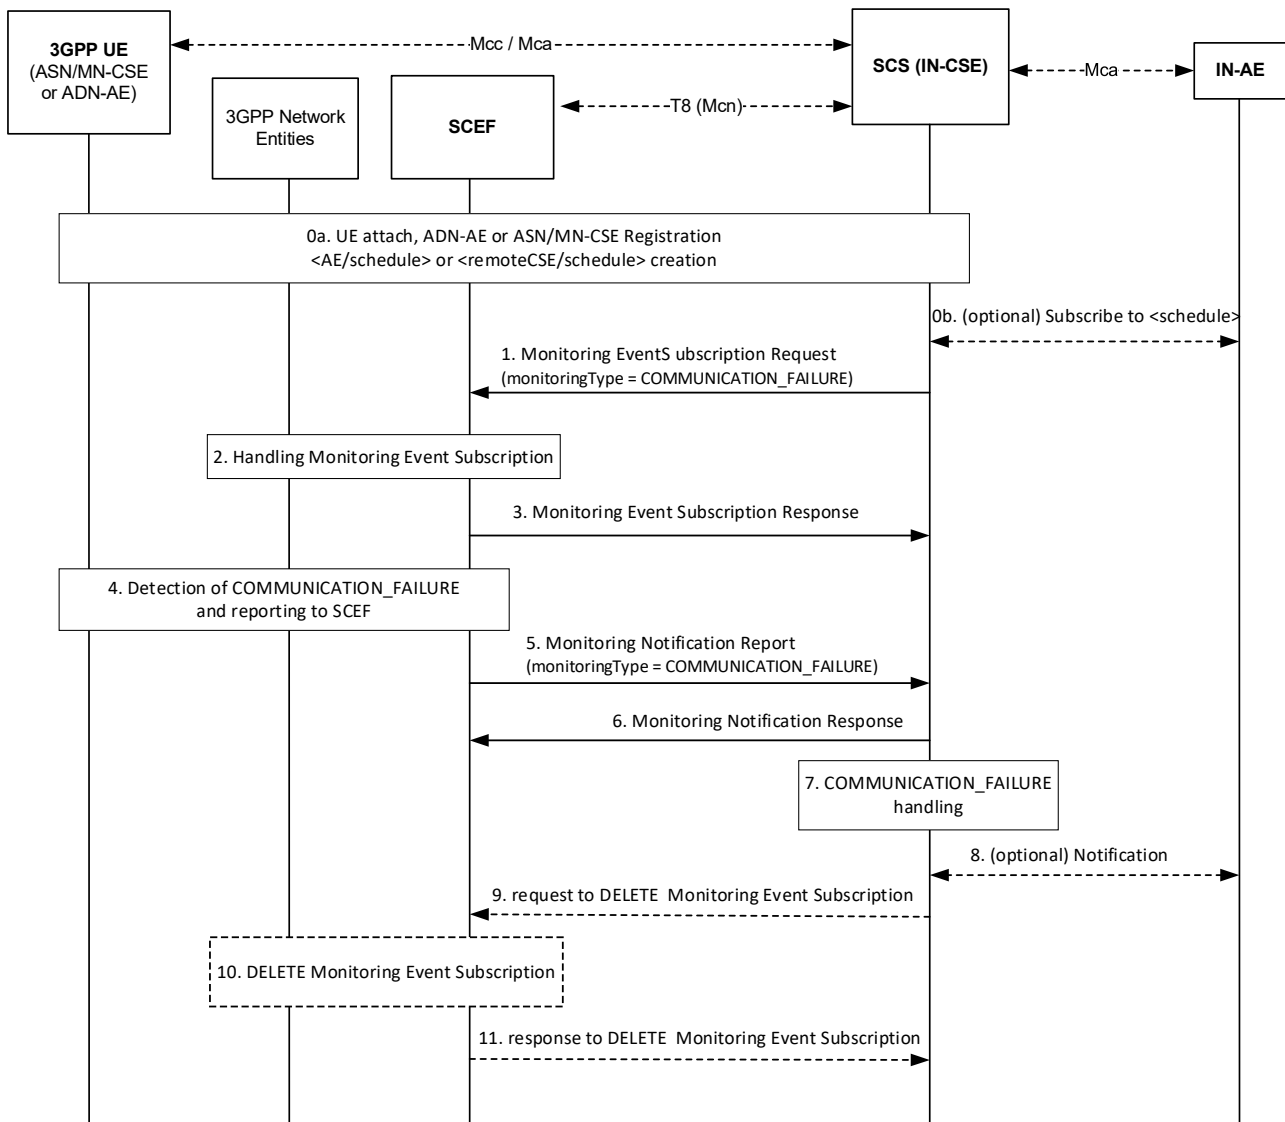 3GPP UE
(ASN/MN-CSE
or ADN-AE)
Mcc / Mca
SCS (IN-CSE)
Mca
IN-AE
3GPP Network
Entities
SCEF
T8 (Mcn)
0a. UE attach, ADN-AE or ASN/MN-CSE Registration
<AE/schedule> or <remoteCSE/schedule> creation
0b. (optional) Subscribe to <schedule>
1. Monitoring EventS ubscription Request
(monitoringType = COMMUNICATION_FAILURE)
2. Handling Monitoring Event Subscription
3. Monitoring Event Subscription Response
4. Detection of COMMUNICATION_FAILURE
and reporting to SCEF
5. Monitoring Notification Report
(monitoringType = COMMUNICATION_FAILURE)
6. Monitoring Notification Response
7. COMMUNICATION_FAILURE
handling
8. (optional) Notification
9. request to DELETE  Monitoring Event Subscription
10. DELETE Monitoring Event Subscription
11. response to DELETE  Monitoring Event Subscription